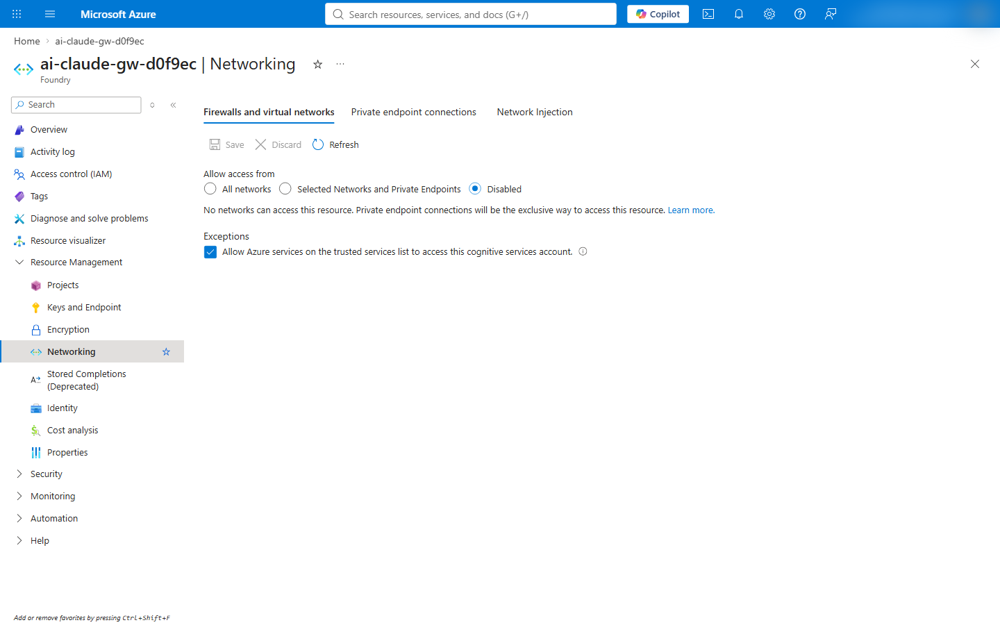 Microsoft Azure
Search resources, services, and docs (G+/)
Copilot
Home
ai-claude-gw-d0f9ec
ai-claude-gw-d0f9ec | Networking
Foundry
Search
Overview
Activity log
Access control (IAM)
Tags
Diagnose and solve problems
Resource visualizer
Resource Management
Projects
Keys and Endpoint
Encryption
Networking
Stored Completions
(Deprecated)
Identity
Cost analysis
Properties
Security
Monitoring
Automation
Help
Add or remove favorites by pressing Ctrl+Shift+F
Firewalls and virtual networks
Private endpoint connections
Network Injection
Save
Discard
Refresh
Allow access from
All networks
Selected Networks and Private Endpoints
Disabled
No networks can access this resource. Private endpoint connections will be the exclusive way to access this resource. Learn more.
Exceptions
Allow Azure services on the trusted services list to access this cognitive services account.